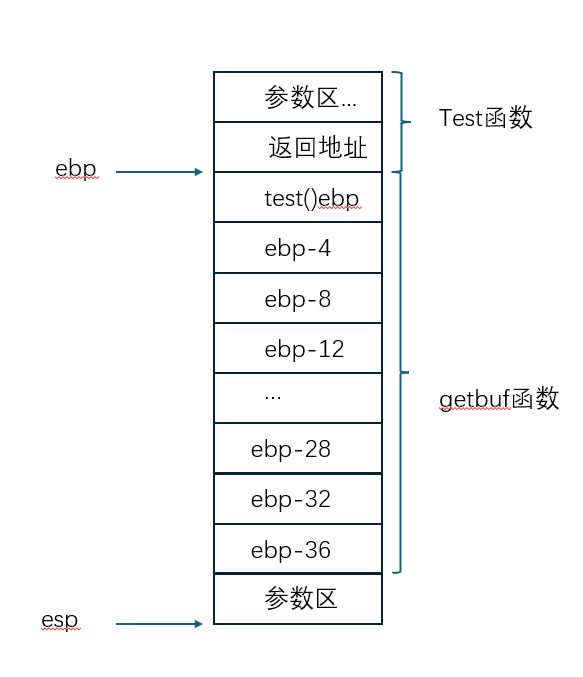 参数区...
Test函数
返回地址
ebp
test()ebp
ebp-4
ebp-8
ebp-12
...
getbuf函数
ebp-28
ebp-32
ebp-36
参数区
esp